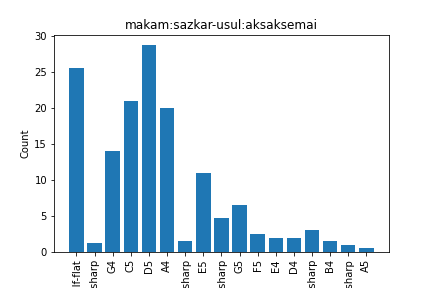 makam:sazkar-usul:aksaksemai
30
25
20
15
10
5
0
Count
lf-flat
sharp
G4
C5
D5
A4
sharp
E5
sharp
G5
F5
E4
D4
sharp
B4
sharp
A5